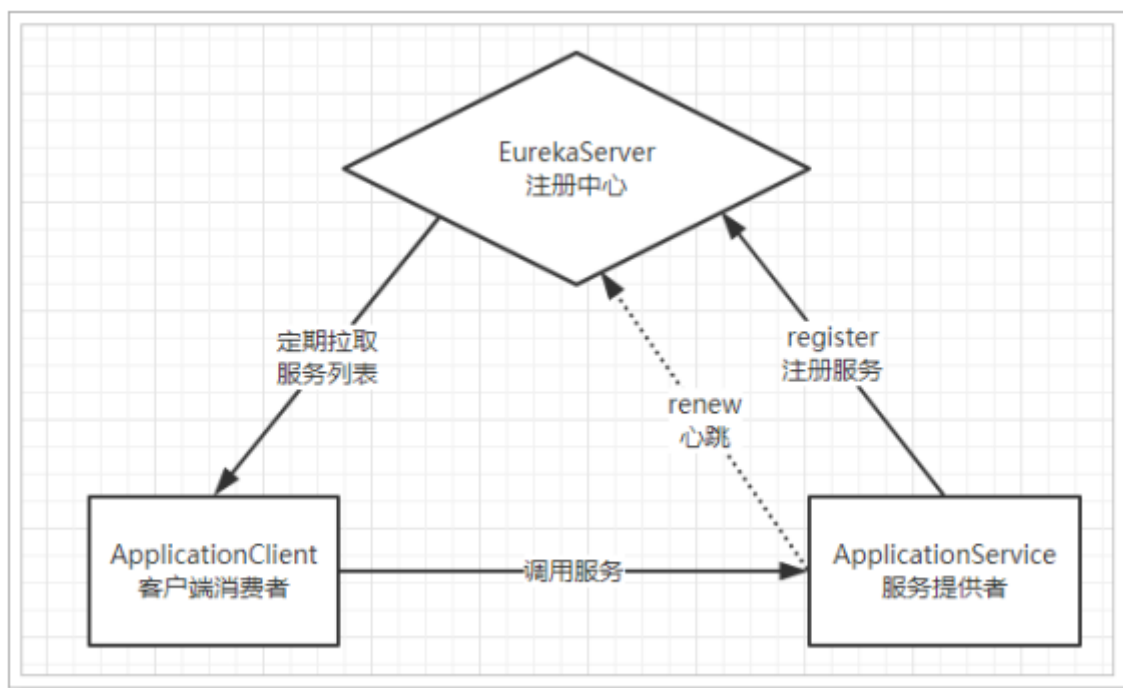 EurekaServer
注册中心
定期拉取
服务列表
register
注册服务
renew
心跳
ApplicationClient
客户端消费者
调用服务
ApplicationService
服务提供者